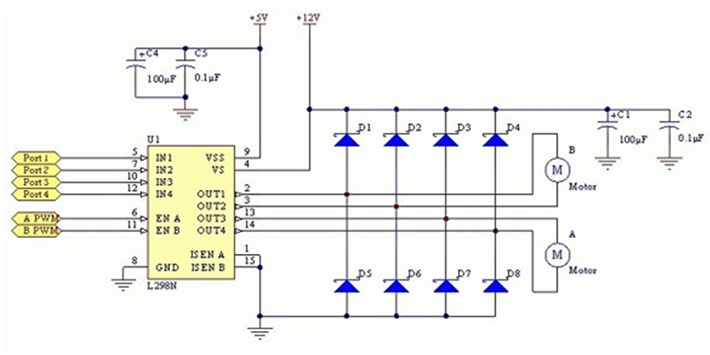 +5V +12V
+C4 C5
100µF 0.1µF
U1
D1 D2 D3 D4
+C1 C2
100µF 0.1µF
Port 1 5 IN1 VSS 9
Port 2 7 IN2 VS 4
Port 3 10 IN3
Port 4 12 IN4 OUT1 2
OUT2 3
A PWM 6 EN A OUT3 13
B PWM 11 EN B OUT4 14
B
M
Motor
A
M
Motor
ISEN A 1
8 GND ISEN B 15
L298N
D5 D6 D7 D8